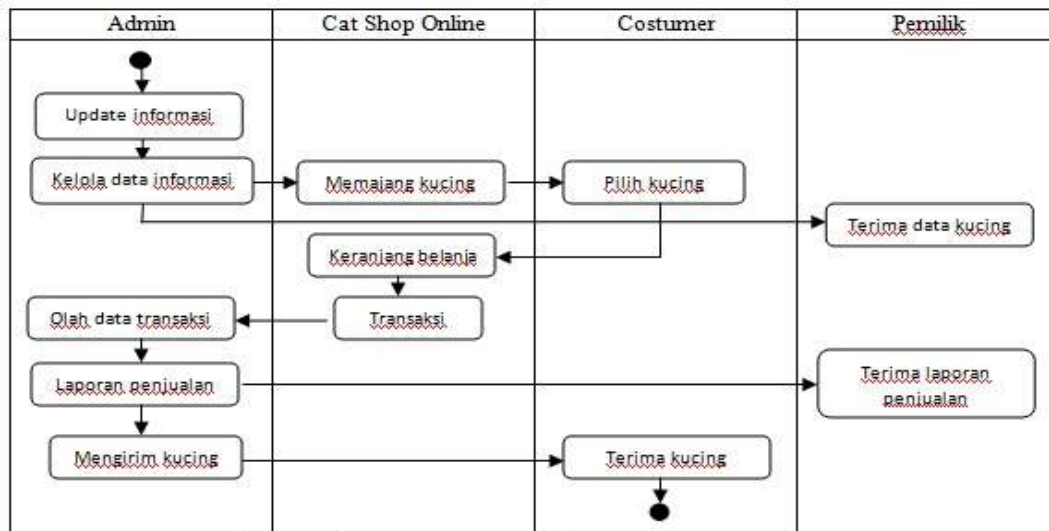 Admin
Cat Shop Online
Costumer
Pemilik
Update informasi
Kelola data informasi
Memajang kucing
Pilih kucing
Terima data kucing
Keranjang belanja
Transaksi
Olah data transaksi
Laporan penjualan
Terima laporan
penjualan
Mengirim kucing
Terima kucing